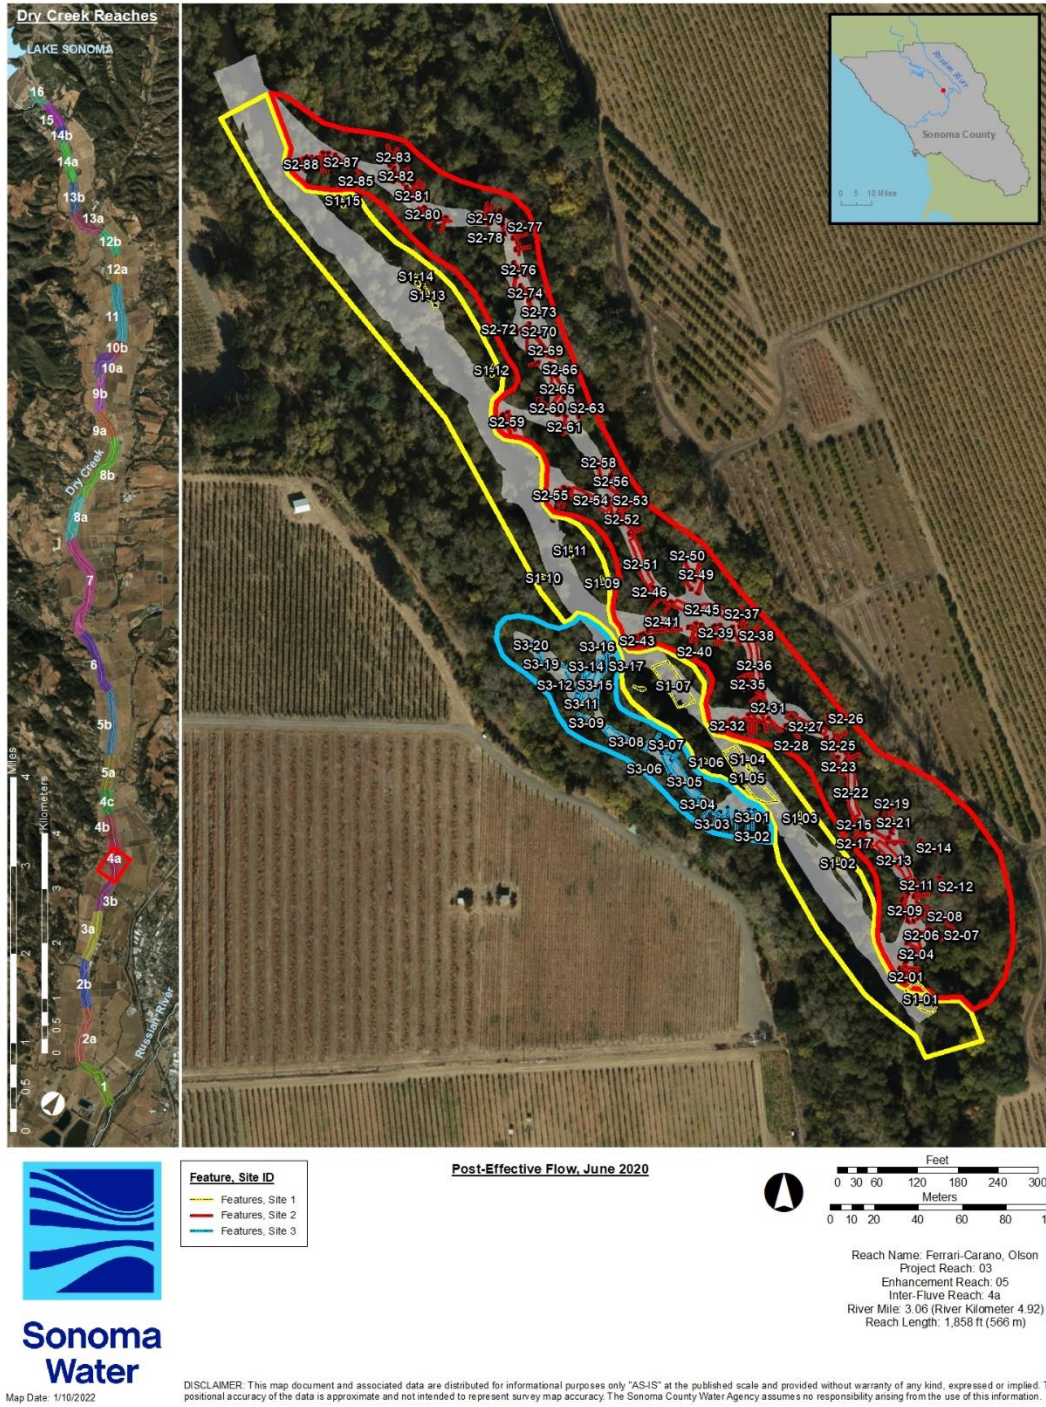 Dry Creek Reaches
LAKE SONOMA
16
15
14b
14a
13b
13a
12b
12a
11
10b
10a
9b
9a
Dry Creek
8b
8a
7
6
5b
5a
4c
4b
4a
3b
3a
2b
2a
1
Russian River
Miles
4
3
2
1
0.5
0
Kilometers
4
3
2
1
0.5
0
Russian River
Sonoma County
0 5 10 Miles
S2-83
S2-88
S2-87
S2-82
S2-85
S2-81
S1-15
S2-80
S2-79
S2-77
S2-78
S2-76
S1-14
S1-13
S2-74
S2-73
S2-72
S2-70
S2-69
S1-12
S2-66
S2-65
S2-60
S2-63
S2-59
S2-61
S2-58
S2-56
S2-55
S2-54
S2-53
S2-52
S1-11
S2-51
S2-50
S1-10
S1-09
S2-49
S2-46
S2-45
S2-37
S2-41
S2-39
S2-38
S2-43
S2-40
S3-20
S3-16
S3-19
S3-14
S3-17
S2-36
S3-12
S3-15
S1-07
S2-35
S3-11
S2-31
S3-09
S2-32
S2-27
S2-26
S3-08
S3-07
S2-28
S2-25
S1-06
S1-04
S2-23
S3-06
S3-05
S1-05
S2-22
S3-04
S2-19
S3-03
S3-01
S1-03
S2-15
S2-21
S3-02
S2-17
S2-14
S1-02
S2-13
S2-11
S2-12
S2-09
S2-08
S2-06
S2-07
S2-04
S2-01
S1-01
Feature, Site ID
Features, Site 1
Features, Site 2
Features, Site 3
Post-Effective Flow, June 2020
Feet
0 30 60 120 180 240 300
Meters
0 10 20 40 60 80
Reach Name: Ferrari-Carano, Olson
Project Reach: 03
Enhancement Reach: 05
Inter-Fluve Reach: 4a
River Mile: 3.06 (River Kilometer 4.92)
Reach Length: 1,858 ft (566 m)
Sonoma
Water
Map Date: 1/10/2022
DISCLAIMER: This map document and associated data are distributed for informational purposes only "AS-IS" at the published scale and provided without warranty of any kind, expressed or implied.
positional accuracy of the data is approximate and not intended to represent survey map accuracy. The Sonoma County Water Agency assumes no responsibility arising from the use of this information.